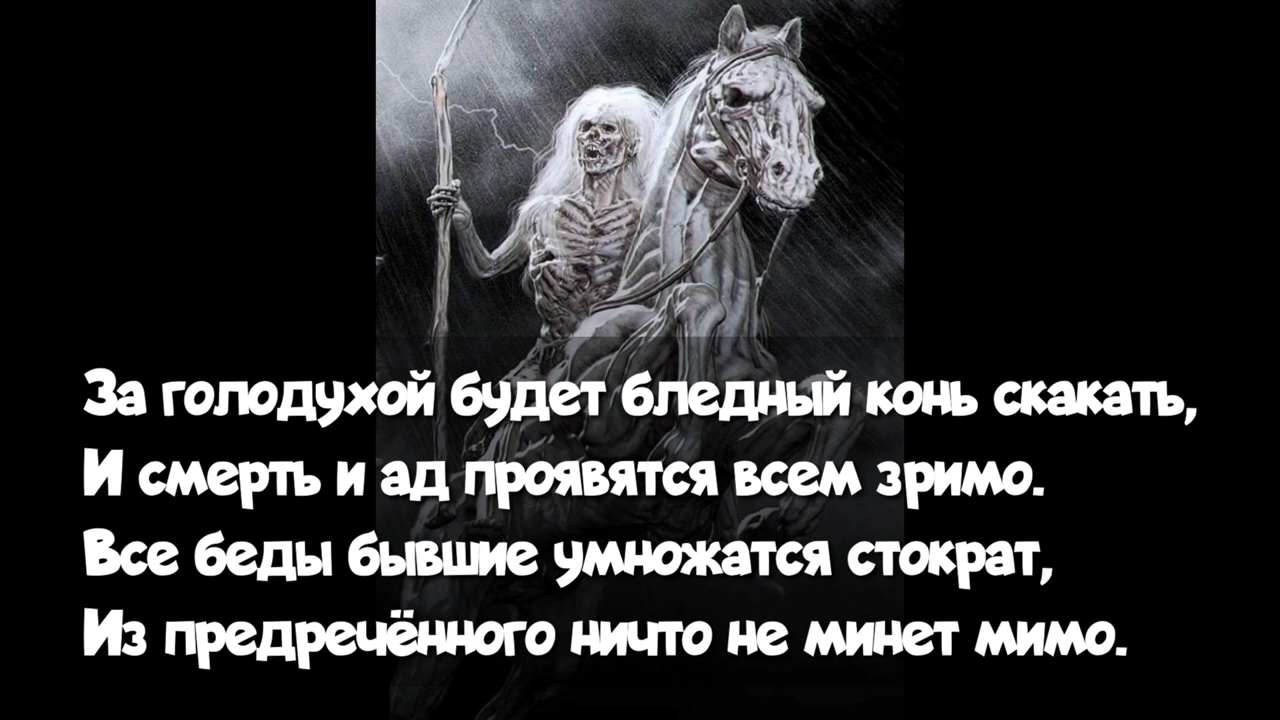 За голодухой будет бледный конь скакать,
И смерть и ад проявятся всем зримо.
Все беды бывшие умножатся стократ,
Из предречённого ничто не минет мимо.